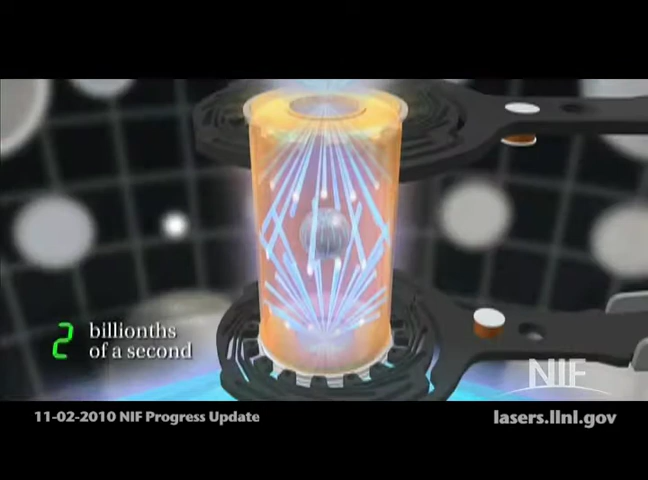 2 billionths
of a second
NIF
11-02-2010 NIF Progress Update
lasers.llnl.gov